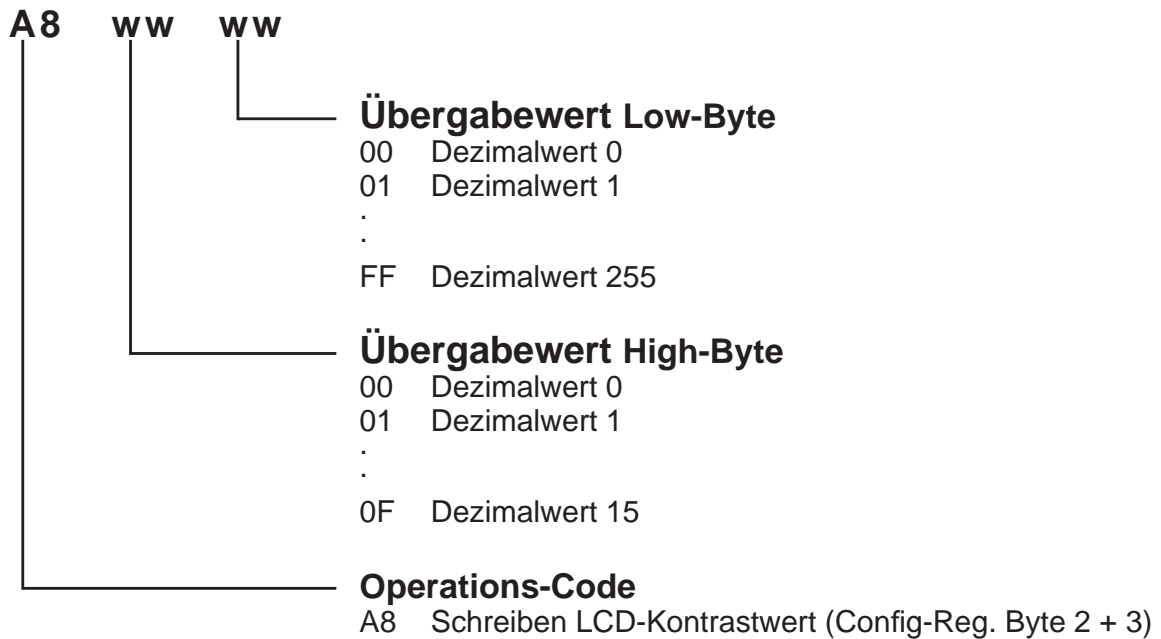 A8 ww ww
Übergabewert Low-Byte
00 Dezimalwert 0
01 Dezimalwert 1
.
.
FF Dezimalwert 255
Übergabewert High-Byte
00 Dezimalwert 0
01 Dezimalwert 1
.
.
0F Dezimalwert 15
Operations-Code
A8 Schreiben LCD-Kontrastwert (Config-Reg. Byte 2 + 3)